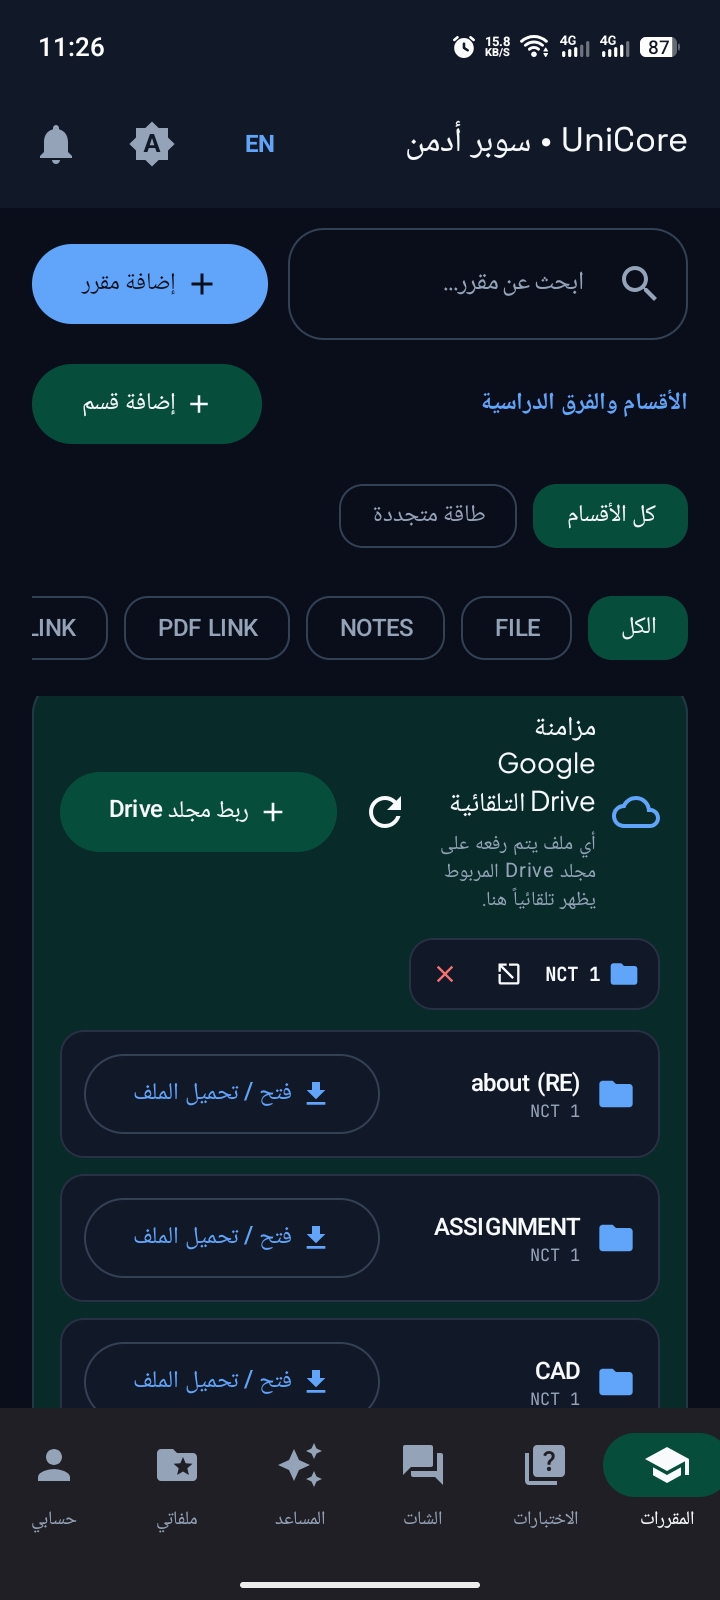 11:26
15.8 KB/S
4G
4G
87
UniCore • سوبر أدمن
EN
A
ابحث عن مقرر...
+ إضافة مقرر
الأقسام والفرق الدراسية
+ إضافة قسم
كل الأقسام
طاقة متجددة
الكل
FILE
NOTES
PDF LINK
LINK
مزامنة
Google
Drive التلقائية
أي ملف يتم رفعه على
مجلد Drive المربوط
يظهر تلقائياً هنا.
+ ربط مجلد Drive
NCT 1
about (RE)
NCT 1
فتح / تحميل الملف
ASSIGNMENT
NCT 1
فتح / تحميل الملف
CAD
NCT 1
فتح / تحميل الملف
المقررات
الاختبارات
الشات
المساعد
ملفاتي
حسابي